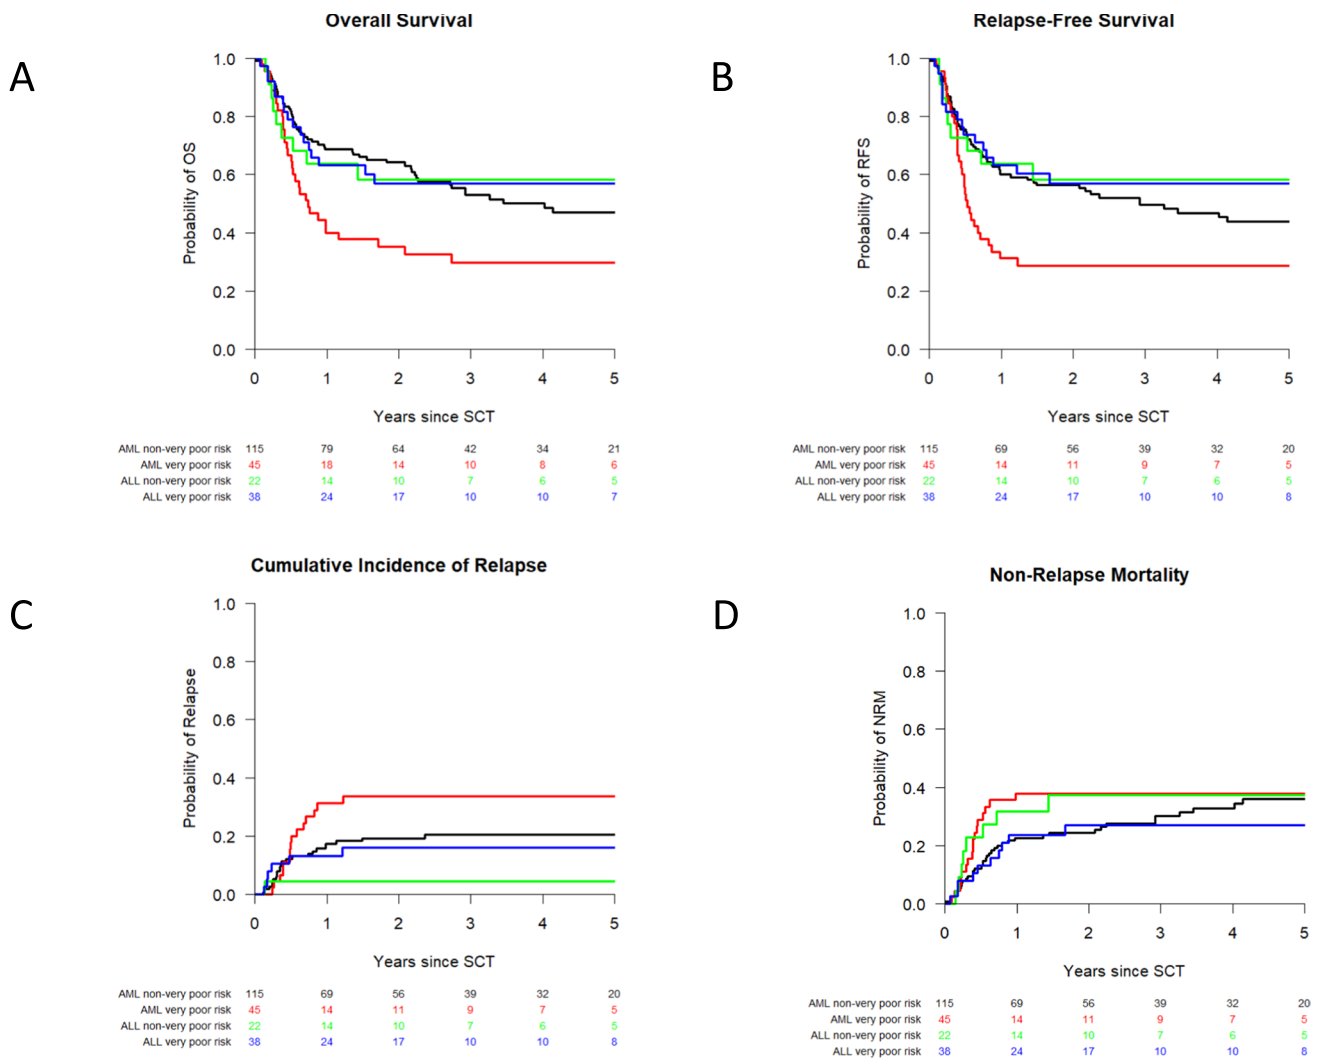 Overall Survival
A
1.0
0.8
0.6
0.4
0.2
0.0
Probability of OS
0 1 2 3 4 5
Years since SCT
AML non-very poor risk 115 79 64 42 34 21
AML very poor risk 45 18 14 10 8 6
ALL non-very poor risk 22 14 10 7 6 5
ALL very poor risk 38 24 17 10 10 7
Relapse-Free Survival
B
1.0
0.8
0.6
0.4
0.2
0.0
Probability of RFS
0 1 2 3 4 5
Years since SCT
AML non-very poor risk 115 69 56 39 32 20
AML very poor risk 45 14 11 9 7 5
ALL non-very poor risk 22 14 10 7 6 5
ALL very poor risk 38 24 17 10 10 8
Cumulative Incidence of Relapse
C
1.0
0.8
0.6
0.4
0.2
0.0
Probability of Relapse
0 1 2 3 4 5
Years since SCT
AML non-very poor risk 115 69 56 39 32 20
AML very poor risk 45 14 11 9 7 5
ALL non-very poor risk 22 14 10 7 6 5
ALL very poor risk 38 24 17 10 10 8
Non-Relapse Mortality
D
1.0
0.8
0.6
0.4
0.2
0.0
Probability of NRM
0 1 2 3 4 5
Years since SCT
AML non-very poor risk 115 69 56 39 32 20
AML very poor risk 45 14 11 9 7 5
ALL non-very poor risk 22 14 10 7 6 5
ALL very poor risk 38 24 17 10 10 8